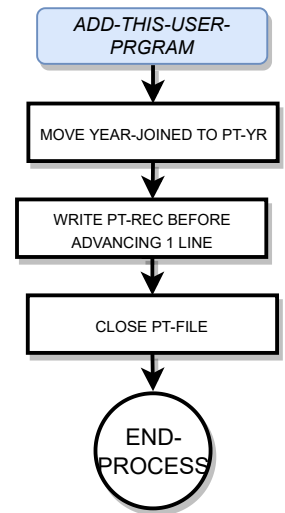 ADD-THIS-USER-
PRGRAM
MOVE YEAR-JOINED TO PT-YR
WRITE PT-REC BEFORE
ADVANCING 1 LINE
CLOSE PT-FILE
END-
PROCESS